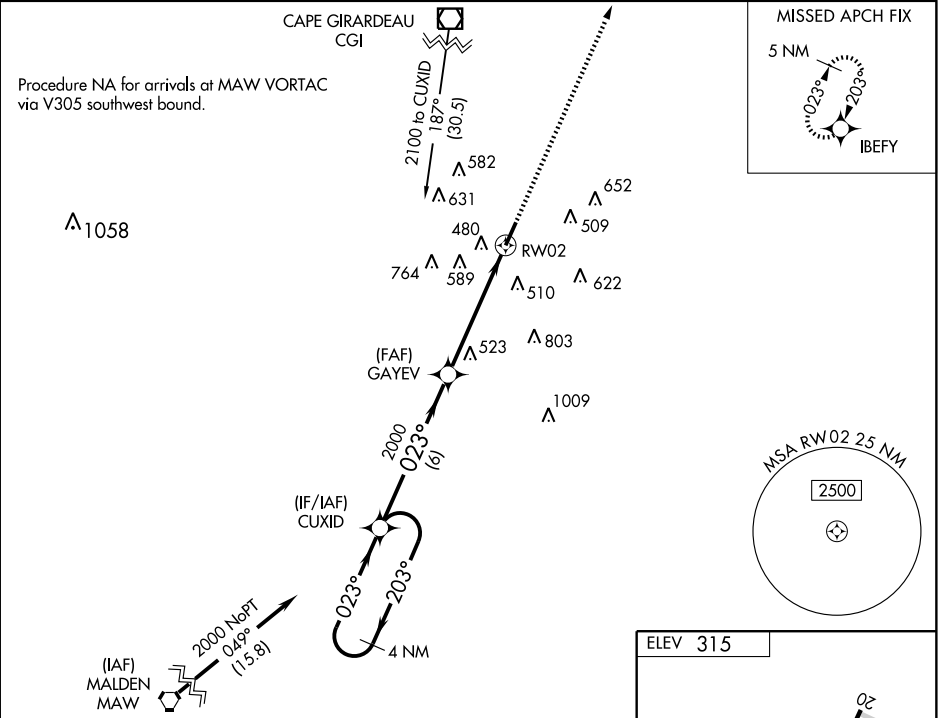 CAPE GIRARDEAU
CGI
MISSED APCH FIX
5 NM
023°
203°
IBEFY
Procedure NA for arrivals at MAW VORTAC
via V305 southwest bound.
2100 to CUXID
187°
(30.5)
582
631
652
509
1058
480
RW02
764
589
510
622
523
803
(FAF)
GAYEV
1009
2000
023°
(6)
MSA RW02 25 NM
2500
(IF/IAF)
CUXID
023°
203°
4 NM
2000 NoPT
049°
(15.8)
(IAF)
MALDEN
MAW
ELEV 315
20